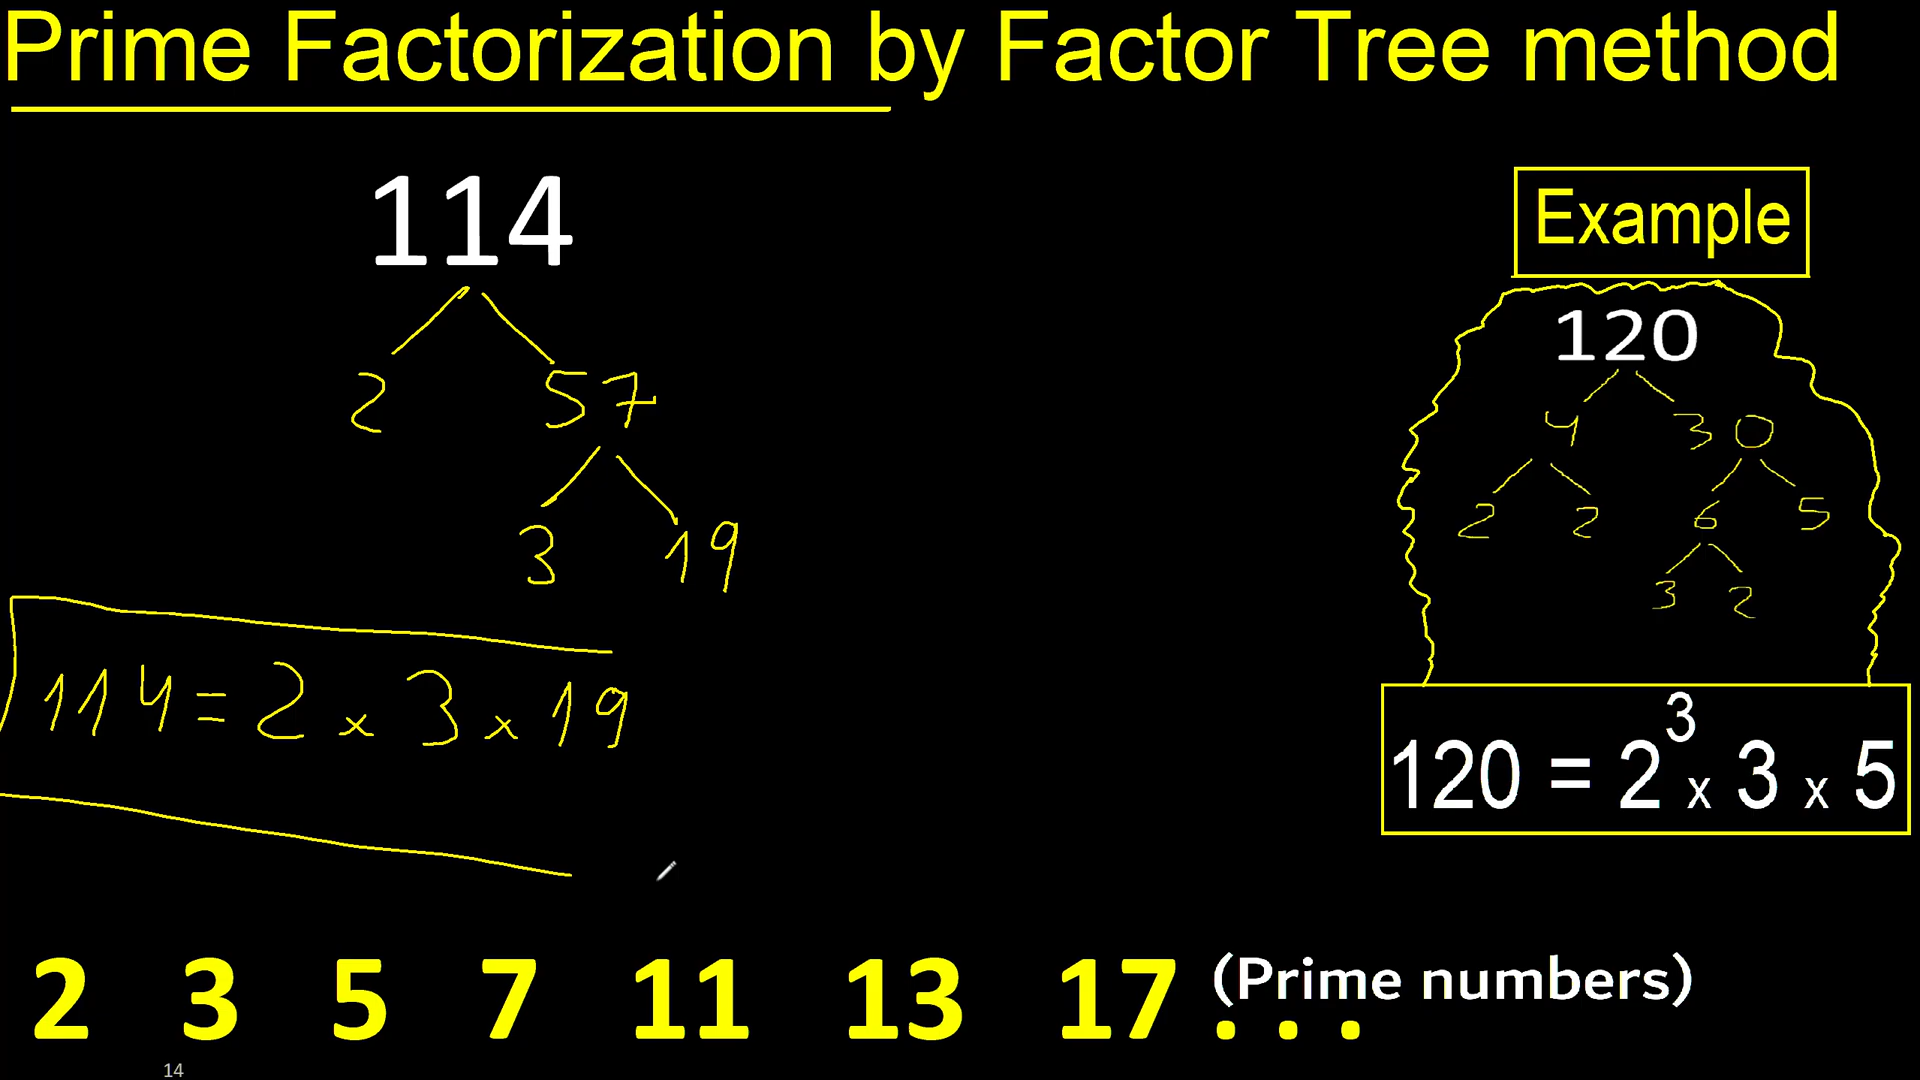 Prime Factorization by Factor Tree method
114
2 57
3 19
114 = 2 x 3 x 19
Example
120
4 30
2 2 6 5
3 2
120 = 2³ x 3 x 5
2 3 5 7 11 13 17 . . . (Prime numbers)
14